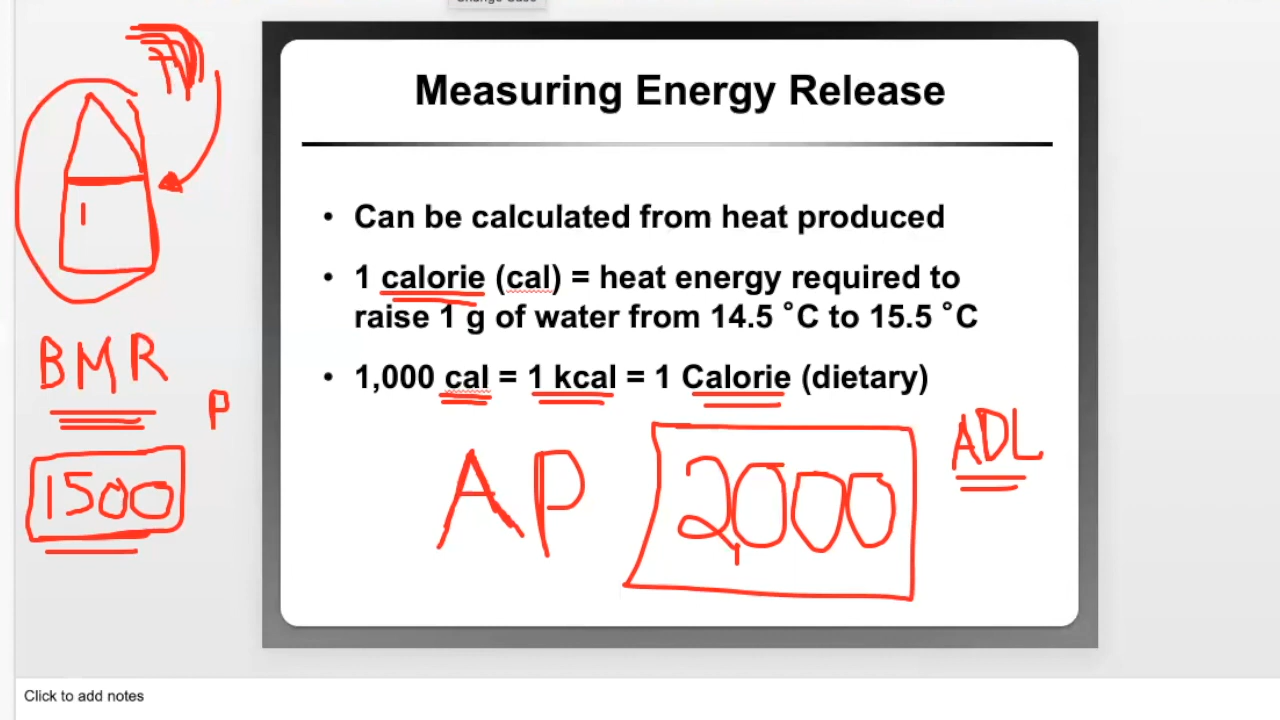 Measuring Energy Release
• Can be calculated from heat produced
• 1 calorie (cal) = heat energy required to
raise 1 g of water from 14.5 °C to 15.5 °C
• 1,000 cal = 1 kcal = 1 Calorie (dietary)
BMR
P
1500
AP
2,000
ADL
Click to add notes